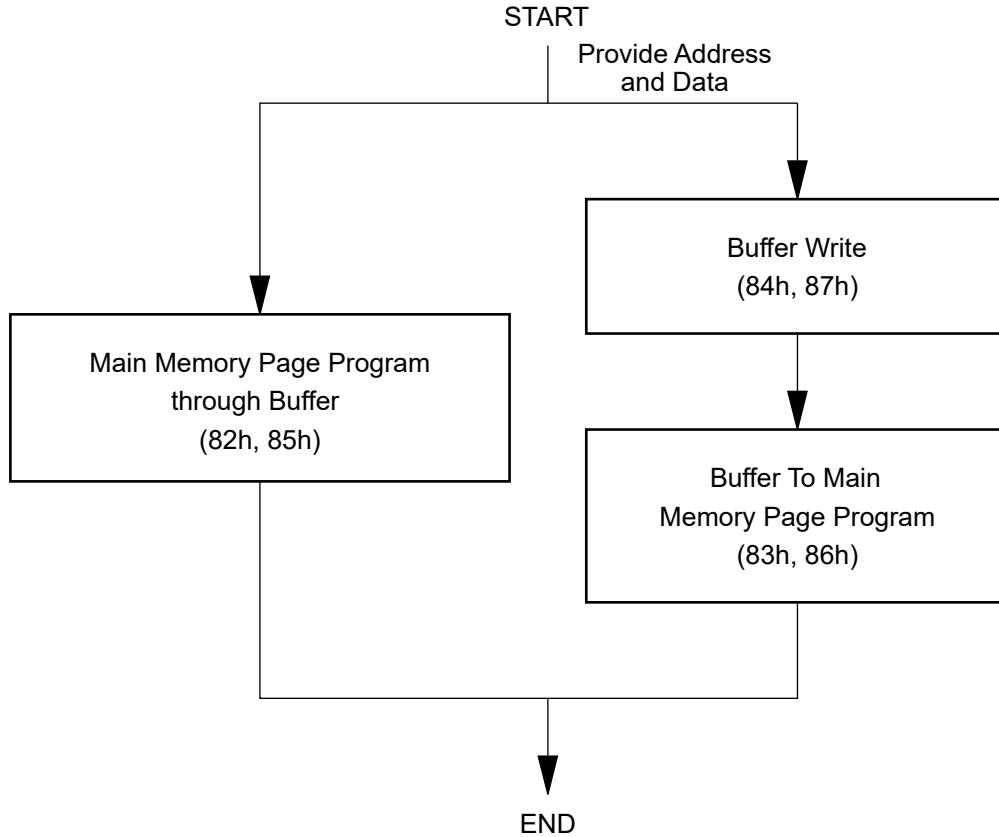 START
Provide Address
and Data
Buffer Write
(84h, 87h)
Main Memory Page Program
through Buffer
(82h, 85h)
Buffer To Main
Memory Page Program
(83h, 86h)
END